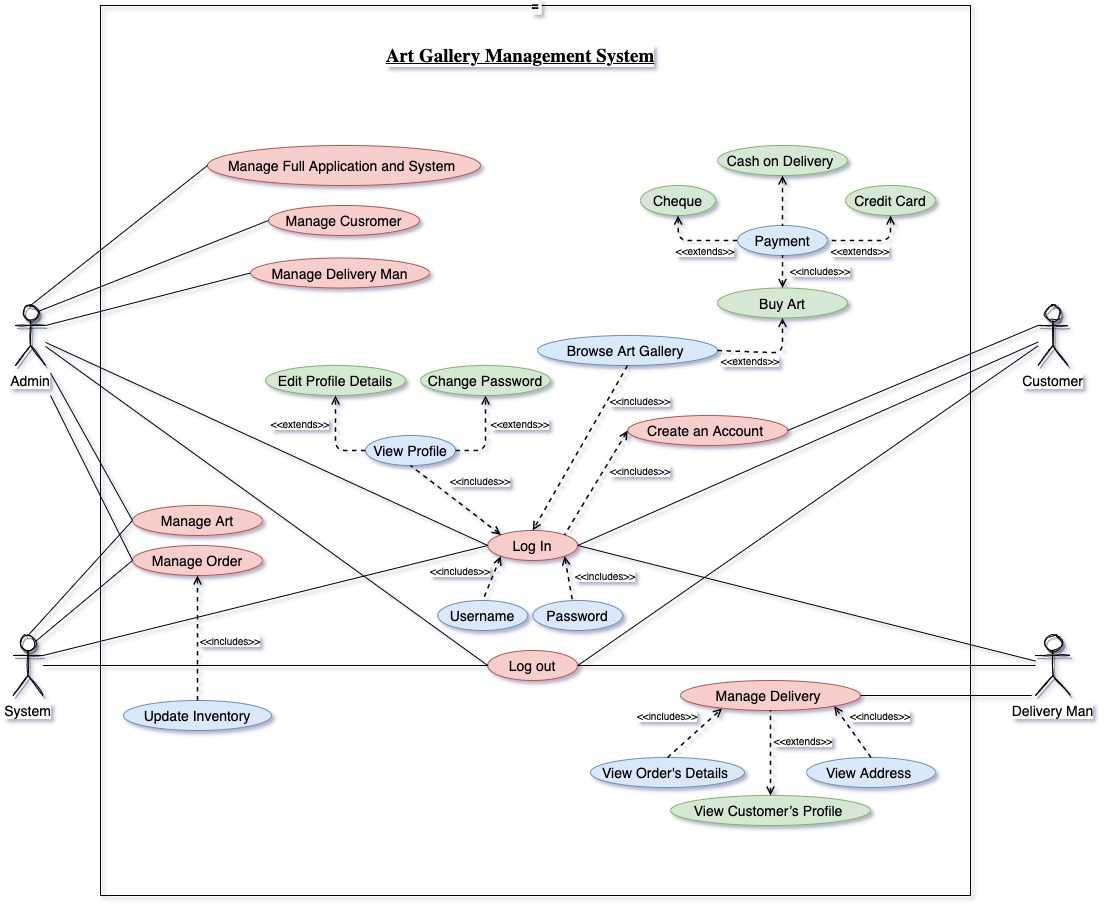 =
Art Gallery Management System
Manage Full Application and System
Cash on Delivery
Cheque
Credit Card
Manage Cusromer
Payment
<<extends>>
<<extends>>
Manage Delivery Man
<<includes>>
Buy Art
Browse Art Gallery
<<extends>>
Admin
Customer
Edit Profile Details
Change Password
<<includes>>
<<extends>>
<<extends>>
Create an Account
View Profile
<<includes>>
<<includes>>
Manage Art
Log In
Manage Order
<<includes>>
<<includes>>
Username
Password
<<includes>>
Log out
System
Delivery Man
Manage Delivery
Update Inventory
<<includes>>
<<includes>>
<<extends>>
View Order's Details
View Address
View Customer’s Profile